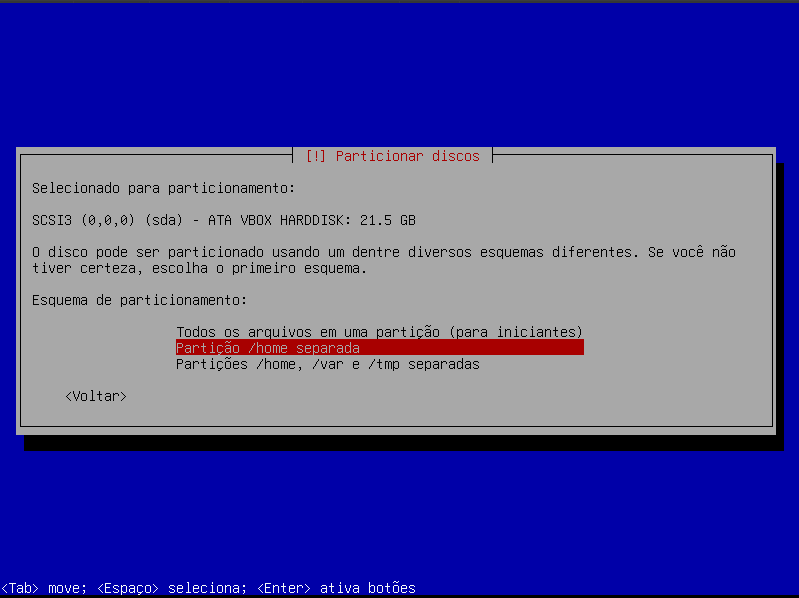 [!] Particionar discos
Selecionado para particionamento:
SCSI3 (0,0,0) (sda) - ATA VBOX HARDDISK: 21.5 GB
O disco pode ser particionado usando um dentre diversos esquemas diferentes. Se você não
tiver certeza, escolha o primeiro esquema.
Esquema de particionamento:
Todos os arquivos em uma partição (para iniciantes)
Partição /home separada
Partições /home, /var e /tmp separadas
<Voltar>
<Tab> move; <Espaço> seleciona; <Enter> ativa botões